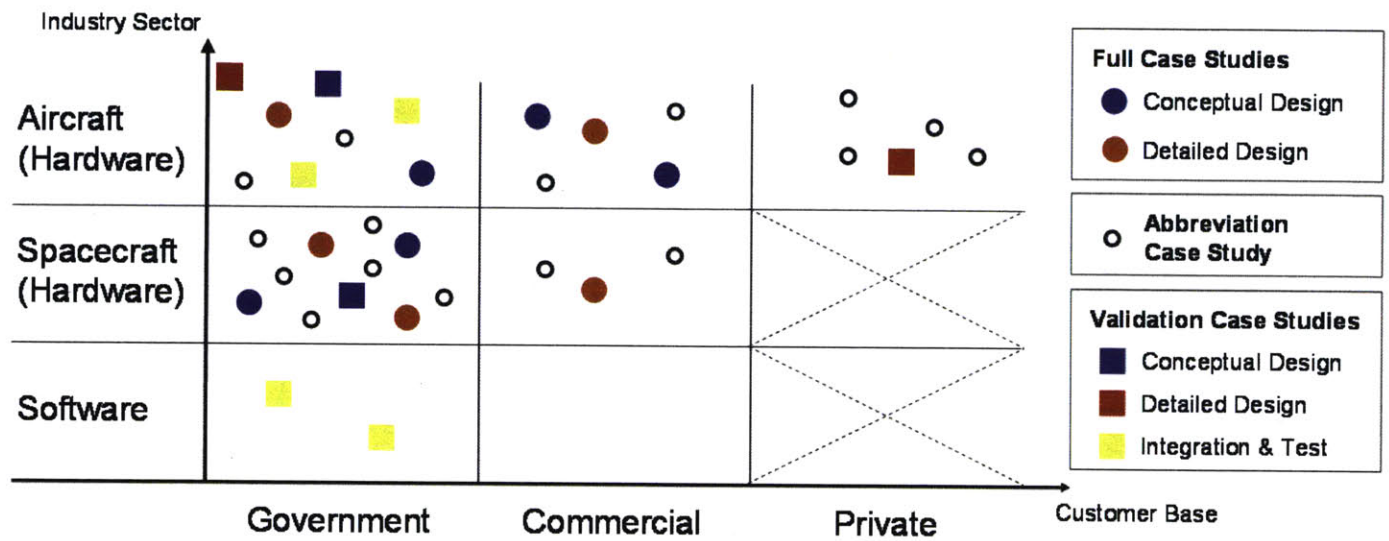 Industry Sector
Aircraft
(Hardware)
Spacecraft
(Hardware)
Software
Government
Commercial
Private
Customer Base
Full Case Studies
Conceptual Design
Detailed Design
Abbreviation
Case Study
Validation Case Studies
Conceptual Design
Detailed Design
Integration & Test